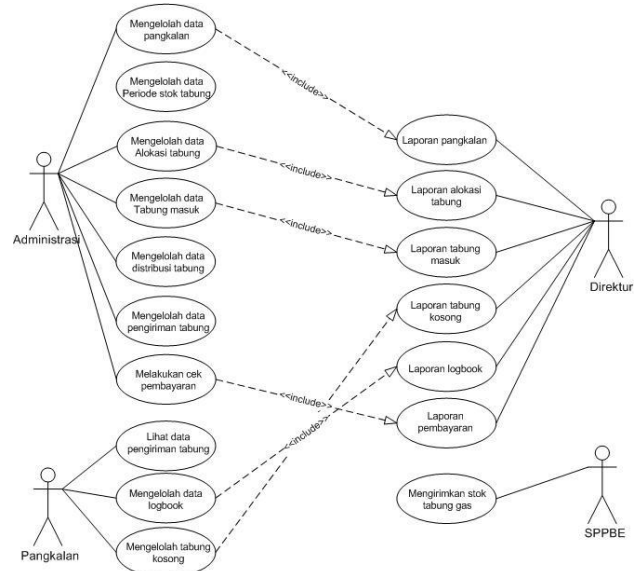 Mengelolah data
pangkalan
Mengelolah data
Periode stok tabung
Mengelolah data
Alokasi tabung
Mengelolah data
Tabung masuk
Mengelolah data
distribusi tabung
Mengelolah data
pengiriman tabung
Melakukan cek
pembayaran
Administrasi
Lihat data
pengiriman tabung
Mengelolah data
logbook
Mengelolah tabung
kosong
Pangkalan
<<include>>
<<include>>
<<include>>
<<include>>
<<include>>
<<include>>
Laporan pangkalan
Laporan alokasi
tabung
Laporan tabung
masuk
Laporan tabung
kosong
Laporan logbook
Laporan
pembayaran
Direktur
Mengirimkan stok
tabung gas
SPPBE